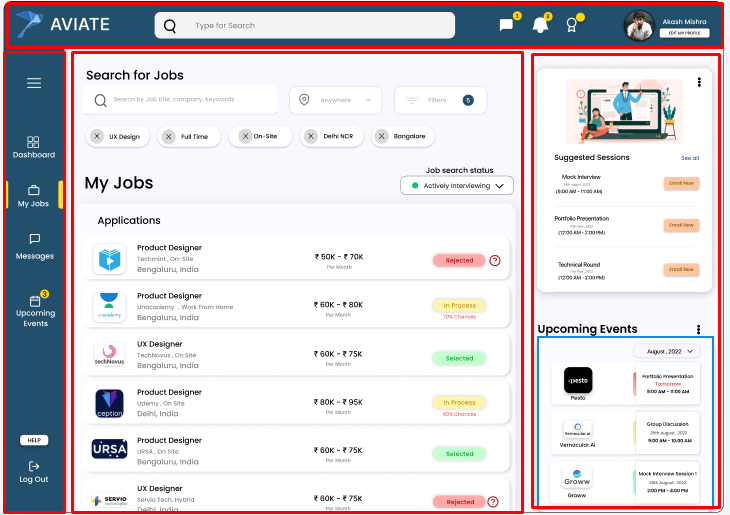 AVIATE
Type for Search
3
8
Akash Mishra
EDIT MY PROFILE
Dashboard
My Jobs
Messages
3
Upcoming
Events
HELP
Log Out
Search for Jobs
Search by Job title, company, keywords
Anywhere
Filters
5
UX Design
Full Time
On-Site
Delhi NCR
Bangalore
My Jobs
Job search status
Actively Interviewing
Applications
Product Designer
Techmint , On-Site
Bengaluru, India
₹ 50K - ₹ 70K
Per Month
Rejected
?
unacademy
Product Designer
Unacademy , Work From Home
Bengaluru, India
₹ 60K - ₹ 80K
Per Month
In Process
70% Chances
techNovus
UX Designer
TechNovus , On Site
Bengaluru, India
₹ 60K - ₹ 75K
Per Month
Selected
ception
Product Designer
Udemy , On Site
Delhi, India
₹ 80K - ₹ 95K
Per Month
In Process
80% Chances
URSA
Product Designer
URSA , On Site
Bengaluru, India
₹ 60K - ₹ 75K
Per Month
Selected
SERVIO
technologies
UX Designer
Servio Tech, Hybrid
Delhi, India
₹ 60K - ₹ 75K
Per Month
Rejected
?
Suggested Sessions
See all
Mock Interview
(9:00 AM - 11:00 AM)
Enroll Now
Portfolio Presentation
(12:00 AM - 2:00 PM)
Enroll Now
Technical Round
(12:00 AM - 2:00 PM)
Enroll Now
Upcoming Events
August , 2022
pesto
Pesto
Portfolio Presentation
Tomorrow
9:00 AM - 11:00 AM
Vernacular.ai
Vernacular.Ai
Group Discussion
25th August , 2022
9:00 AM - 10:00 AM
Groww
Groww
Mock Interview Session 1
29th August , 2022
2:00 PM - 4:00 PM